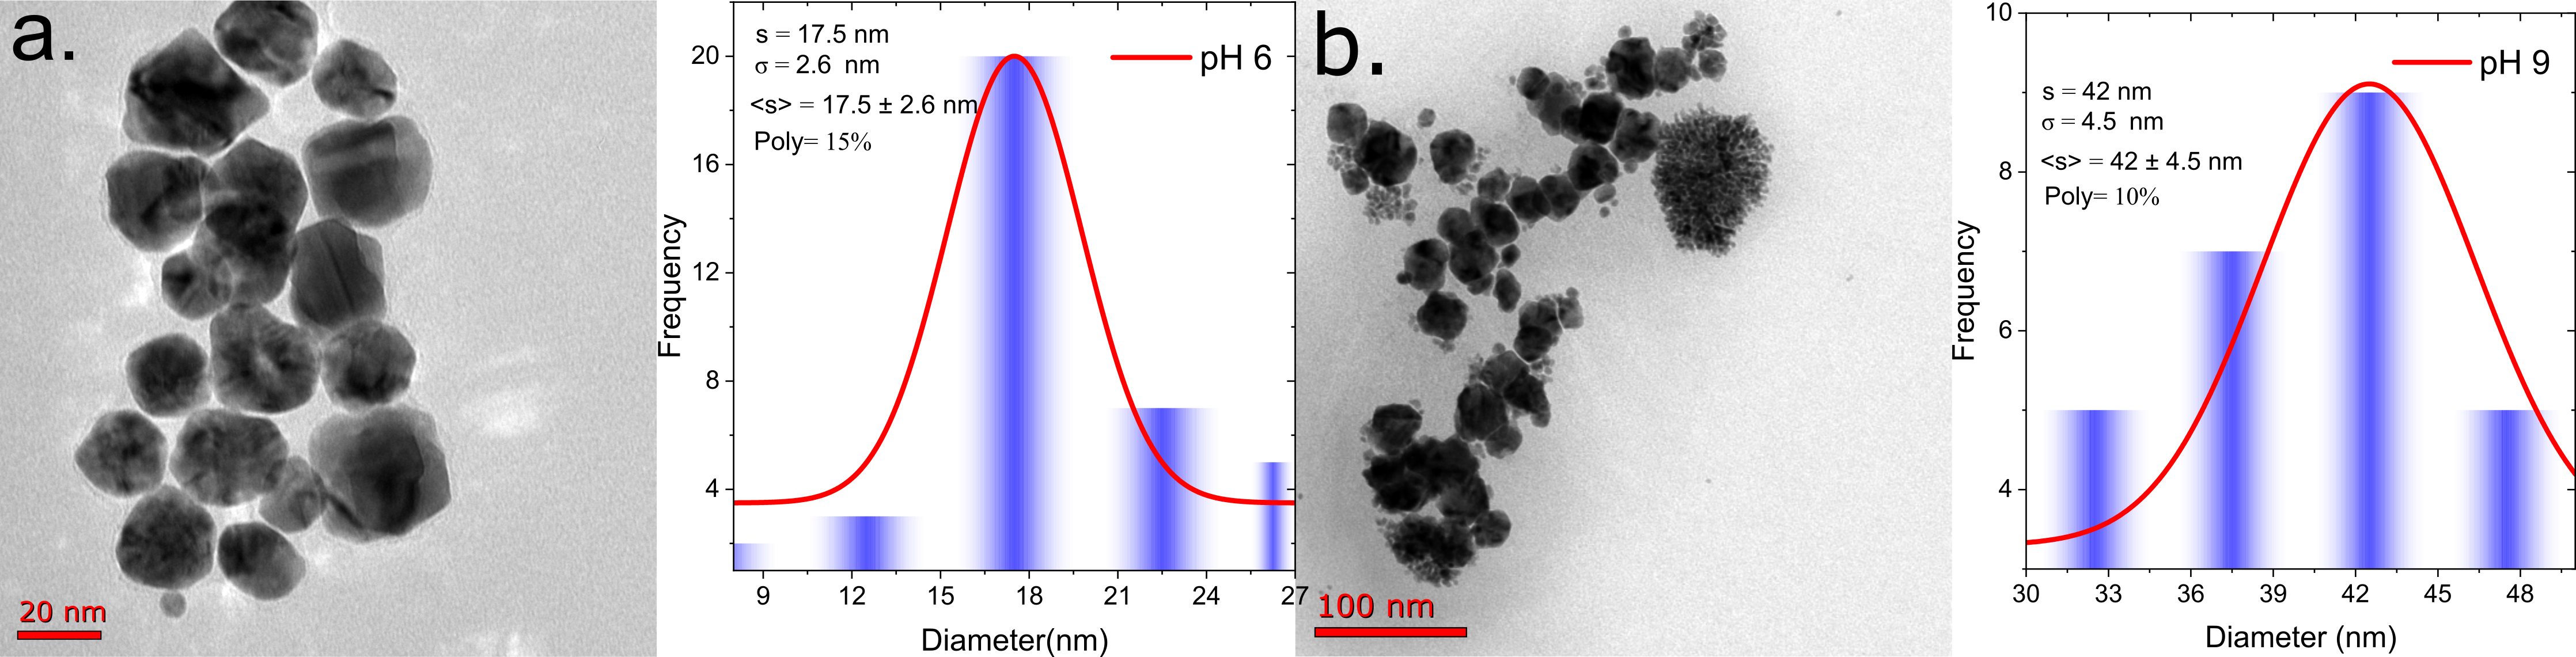 a.
20 nm
s = 17.5 nm
σ = 2.6 nm
<s> = 17.5 ± 2.6 nm
Poly= 15%
pH 6
Frequency
20
16
12
8
4
9 12 15 18 21 24 27
Diameter(nm)
b.
100 nm
s = 42 nm
σ = 4.5 nm
<s> = 42 ± 4.5 nm
Poly= 10%
pH 9
Frequency
10
8
6
4
30 33 36 39 42 45 48
Diameter (nm)